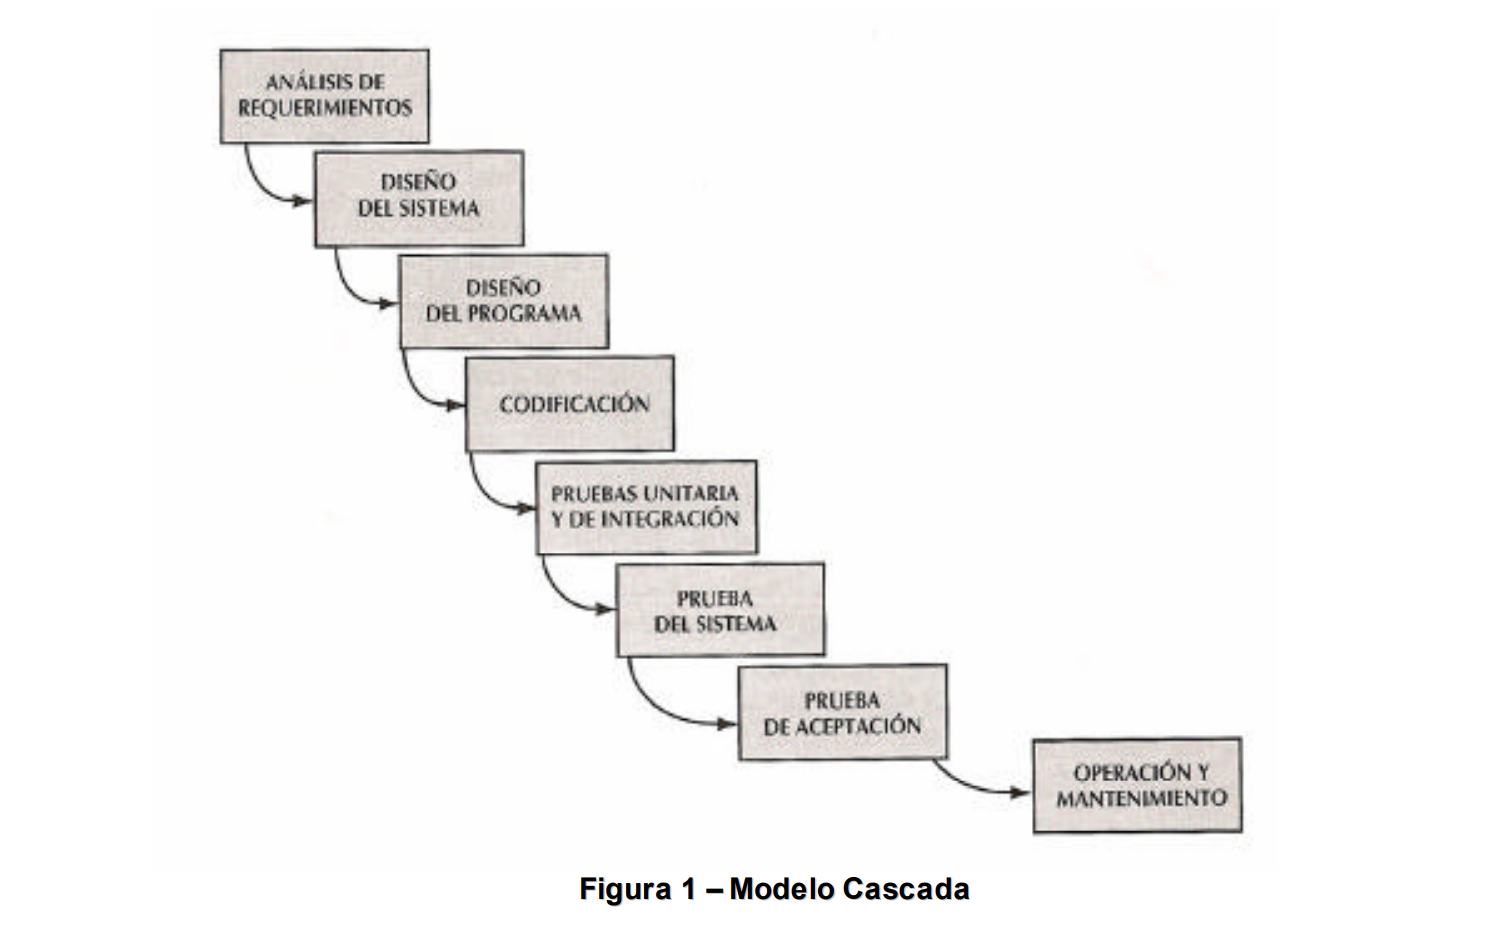 ANÁLISIS DE
REQUERIMIENTOS
DISEÑO
DEL SISTEMA
DISEÑO
DEL PROGRAMA
CODIFICACIÓN
PRUEBAS UNITARIA
Y DE INTEGRACIÓN
PRUEBA
DEL SISTEMA
PRUEBA
DE ACEPTACIÓN
OPERACIÓN Y
MANTENIMIENTO
Figura 1 – Modelo Cascada